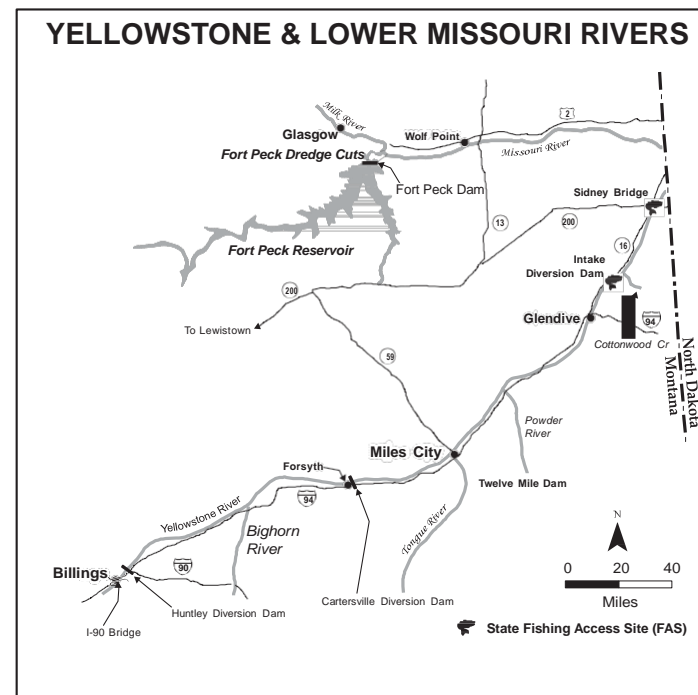 YELLOWSTONE & LOWER MISSOURI RIVERS
Milk River
Glasgow
Wolf Point
2
Missouri River
Fort Peck Dredge Cuts
Fort Peck Dam
Sidney Bridge
13
200
Fort Peck Reservoir
16
Intake
Diversion Dam
200
Glendive
94
To Lewistown
Cottonwood Cr
North Dakota
Montana
59
Powder
River
Miles City
Forsyth
Twelve Mile Dam
94
Yellowstone River
Bighorn
River
Tongue River
N
Billings
90
0 20 40
Miles
Huntley Diversion Dam
Cartersville Diversion Dam
I-90 Bridge
State Fishing Access Site (FAS)